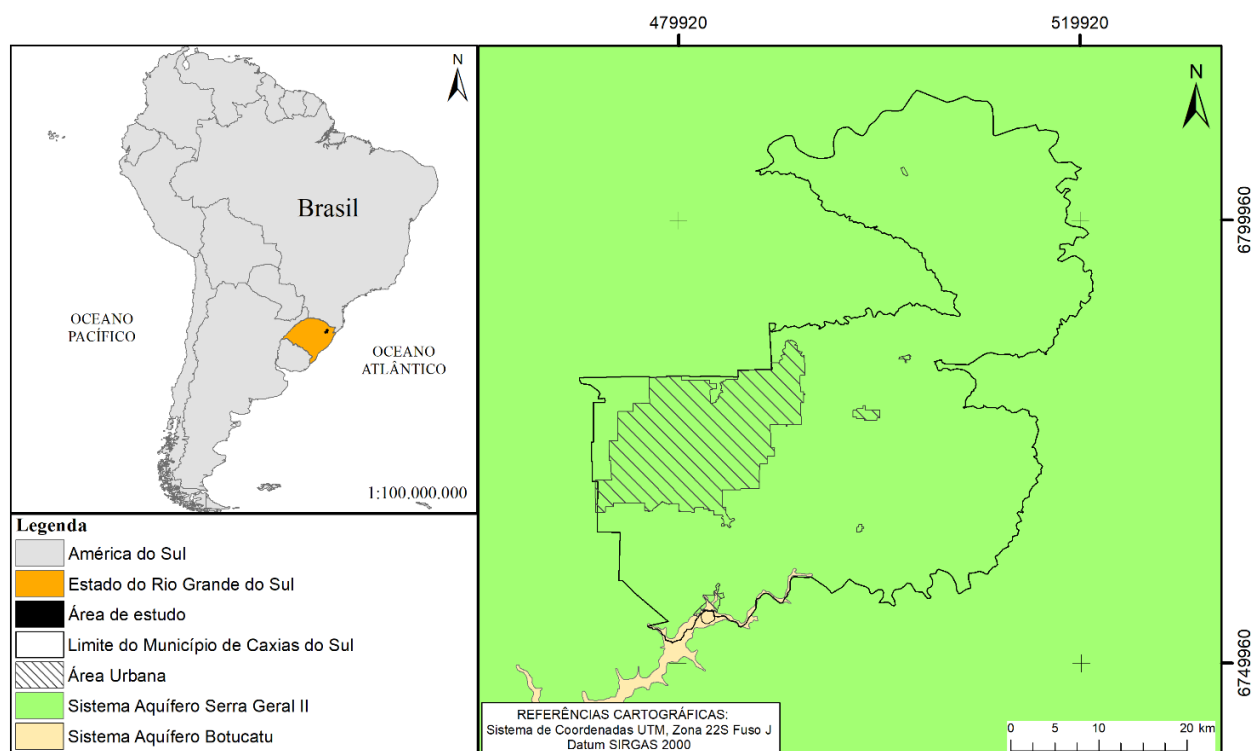 479920
519920
N
Brasil
OCEANO
PACÍFICO
OCEANO
ATLÂNTICO
1:100.000.000
N
6799960
6749960
Legenda
América do Sul
Estado do Rio Grande do Sul
Área de estudo
Limite do Município de Caxias do Sul
Área Urbana
Sistema Aquífero Serra Geral II
Sistema Aquífero Botucatu
REFERÊNCIAS CARTOGRÁFICAS:
Sistema de Coordenadas UTM, Zona 22S Fuso J
Datum SIRGAS 2000
0 5 10 20 km